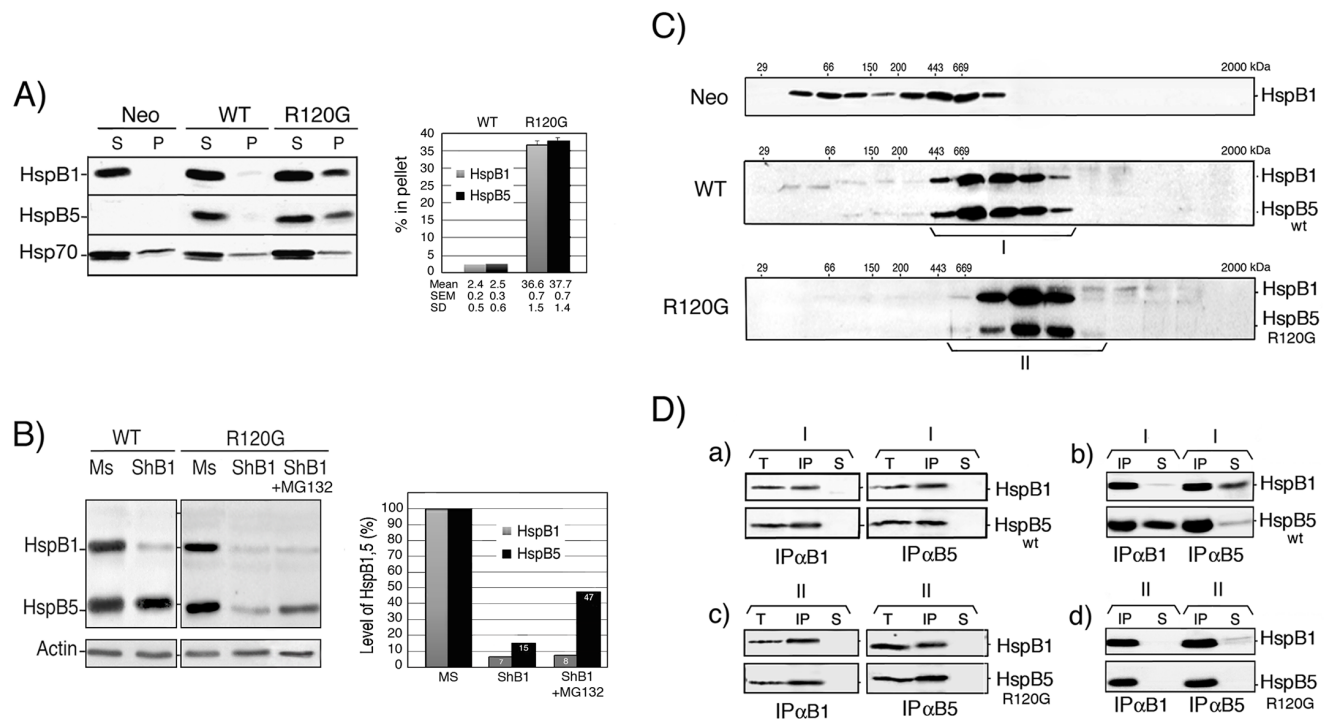 A)
Neo WT R120G
S P S P S P
HspB1
HspB5
Hsp70
WT R120G
% in pellet
40
35
30
25
20
15
10
5
0
HspB1
HspB5
Mean 2.4 2.5 36.6 37.7
SEM 0.2 0.3 0.7 0.7
SD 0.5 0.6 1.5 1.4
B)
WT R120G
Ms ShB1 Ms ShB1 ShB1
+MG132
HspB1
HspB5
Actin
Level of HspB1,5 (%)
100
90
80
70
60
50
40
30
20
10
0
HspB1
HspB5
7 15 8 47
MS ShB1 ShB1
+MG132
C)
29 66 150 200 443 669 2000 kDa
Neo HspB1
29 66 150 200 443 669 2000 kDa
WT HspB1
HspB5
wt
I
29 66 150 200 443 669 2000 kDa
R120G HspB1
HspB5
R120G
II
D)
a) I I
T IP S T IP S
HspB1
HspB5
wt
IPαB1 IPαB5
b) I I
IP S IP S
HspB1
HspB5
wt
IPαB1 IPαB5
c) II II
T IP S T IP S
HspB1
HspB5
R120G
IPαB1 IPαB5
d) II II
IP S IP S
HspB1
HspB5
R120G
IPαB1 IPαB5